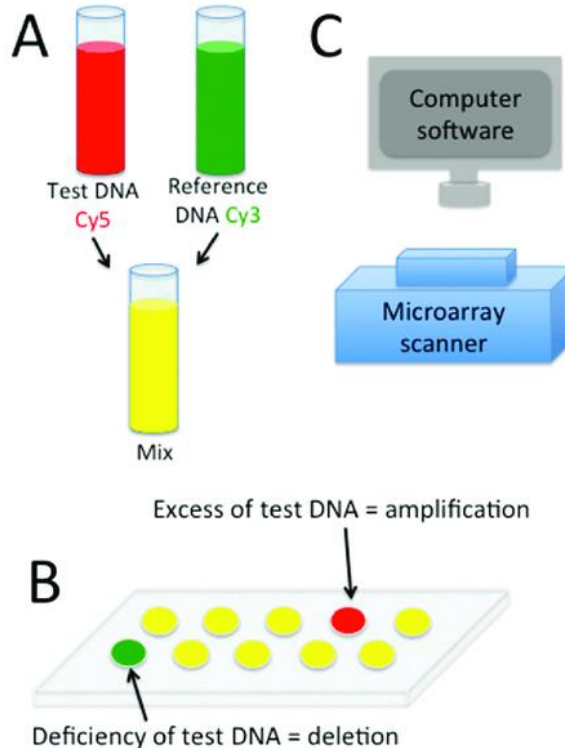 A
Test DNA
Cy5
Reference
DNA Cy3
Mix
C
Computer
software
Microarray
scanner
B
Excess of test DNA = amplification
Deficiency of test DNA = deletion